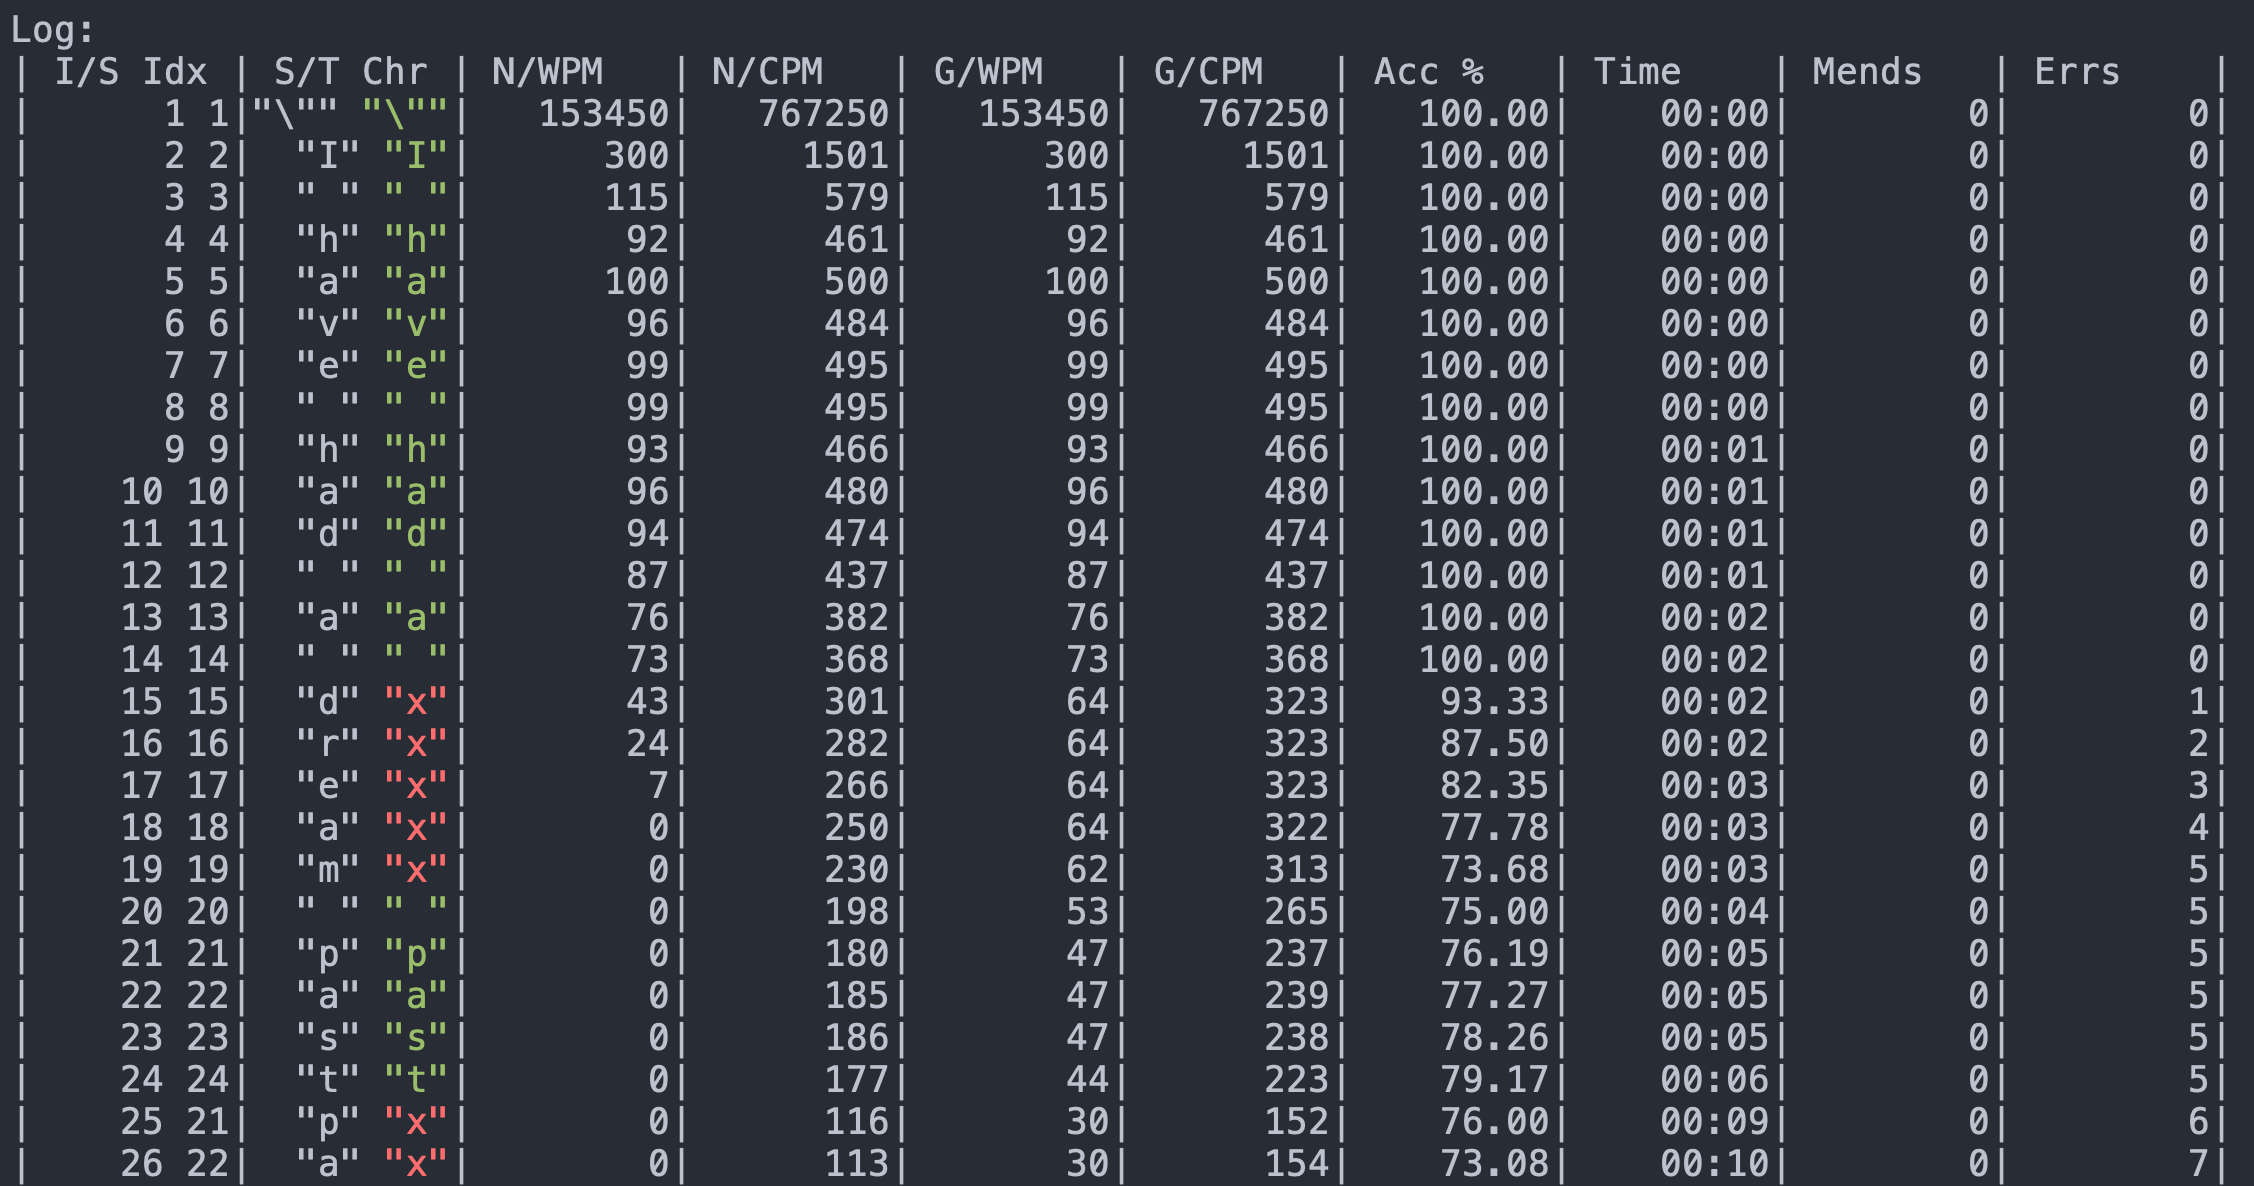 Log:
| I/S Idx | S/T Chr | N/WPM | N/CPM | G/WPM | G/CPM | Acc % | Time | Mends | Errs |
| 1 1|"\"" "\""| 153450| 767250| 153450| 767250| 100.00| 00:00| 0| 0|
| 2 2| "I" "I"| 300| 1501| 300| 1501| 100.00| 00:00| 0| 0|
| 3 3| " " " "| 115| 579| 115| 579| 100.00| 00:00| 0| 0|
| 4 4| "h" "h"| 92| 461| 92| 461| 100.00| 00:00| 0| 0|
| 5 5| "a" "a"| 100| 500| 100| 500| 100.00| 00:00| 0| 0|
| 6 6| "v" "v"| 96| 484| 96| 484| 100.00| 00:00| 0| 0|
| 7 7| "e" "e"| 99| 495| 99| 495| 100.00| 00:00| 0| 0|
| 8 8| " " " "| 99| 495| 99| 495| 100.00| 00:00| 0| 0|
| 9 9| "h" "h"| 93| 466| 93| 466| 100.00| 00:01| 0| 0|
| 10 10| "a" "a"| 96| 480| 96| 480| 100.00| 00:01| 0| 0|
| 11 11| "d" "d"| 94| 474| 94| 474| 100.00| 00:01| 0| 0|
| 12 12| " " " "| 87| 437| 87| 437| 100.00| 00:01| 0| 0|
| 13 13| "a" "a"| 76| 382| 76| 382| 100.00| 00:02| 0| 0|
| 14 14| " " " "| 73| 368| 73| 368| 100.00| 00:02| 0| 0|
| 15 15| "d" "x"| 43| 301| 64| 323| 93.33| 00:02| 0| 1|
| 16 16| "r" "x"| 24| 282| 64| 323| 87.50| 00:02| 0| 2|
| 17 17| "e" "x"| 7| 266| 64| 323| 82.35| 00:03| 0| 3|
| 18 18| "a" "x"| 0| 250| 64| 322| 77.78| 00:03| 0| 4|
| 19 19| "m" "x"| 0| 230| 62| 313| 73.68| 00:03| 0| 5|
| 20 20| " " " "| 0| 198| 53| 265| 75.00| 00:04| 0| 5|
| 21 21| "p" "p"| 0| 180| 47| 237| 76.19| 00:05| 0| 5|
| 22 22| "a" "a"| 0| 185| 47| 239| 77.27| 00:05| 0| 5|
| 23 23| "s" "s"| 0| 186| 47| 238| 78.26| 00:05| 0| 5|
| 24 24| "t" "t"| 0| 177| 44| 223| 79.17| 00:06| 0| 5|
| 25 21| "p" "x"| 0| 116| 30| 152| 76.00| 00:09| 0| 6|
| 26 22| "a" "x"| 0| 113| 30| 154| 73.08| 00:10| 0| 7|